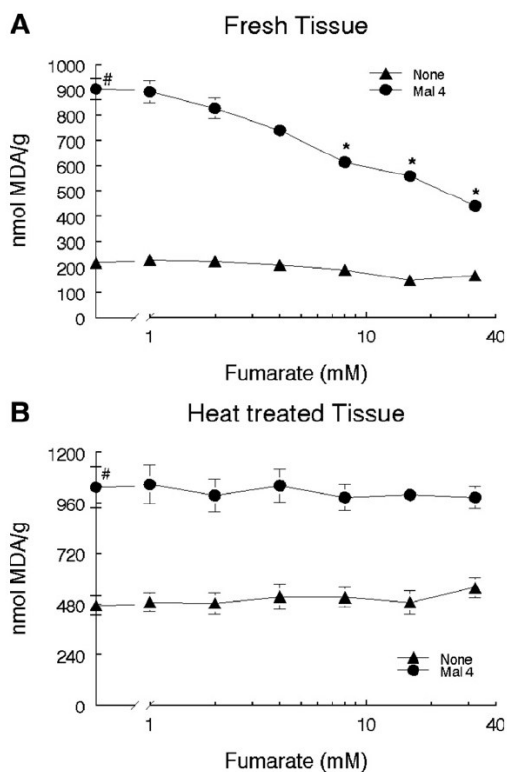 A
Fresh Tissue
nmol MDA/g
1000
900
800
700
600
500
400
300
200
100
0
#
*
*
*
None
Mal 4
1
10
40
Fumarate (mM)
B
Heat treated Tissue
nmol MDA/g
1200
960
720
480
240
0
#
None
Mal 4
1
10
40
Fumarate (mM)